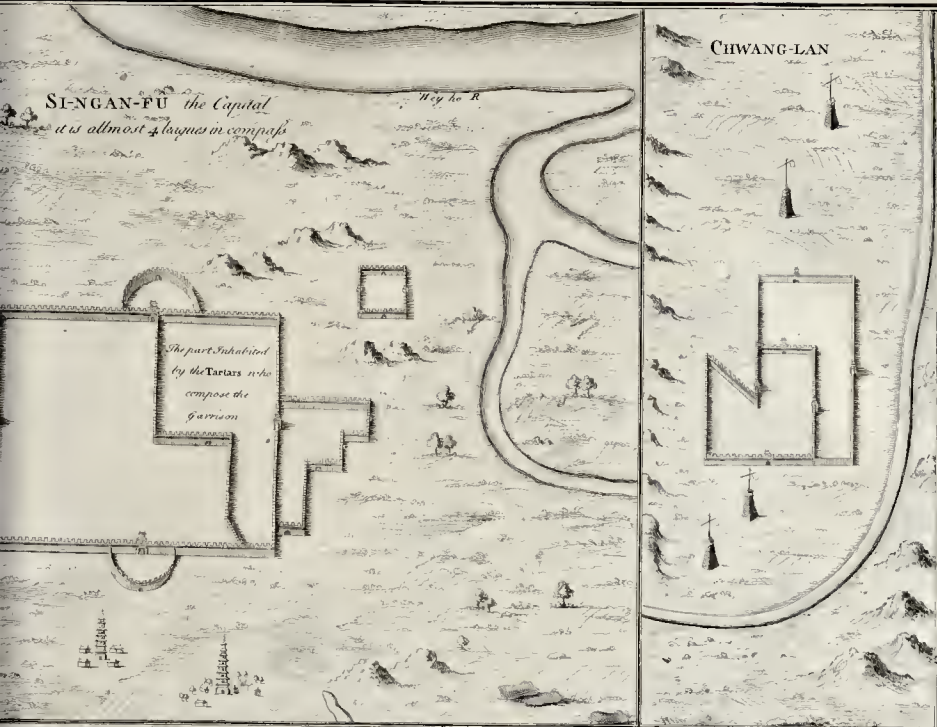 SI-NGAN-FU the Capital
it is allmost 4 leagues in compass
Hey ho R
The part Inhabited
by the Tartars who
compose the
Garrison
CHWANG-LAN